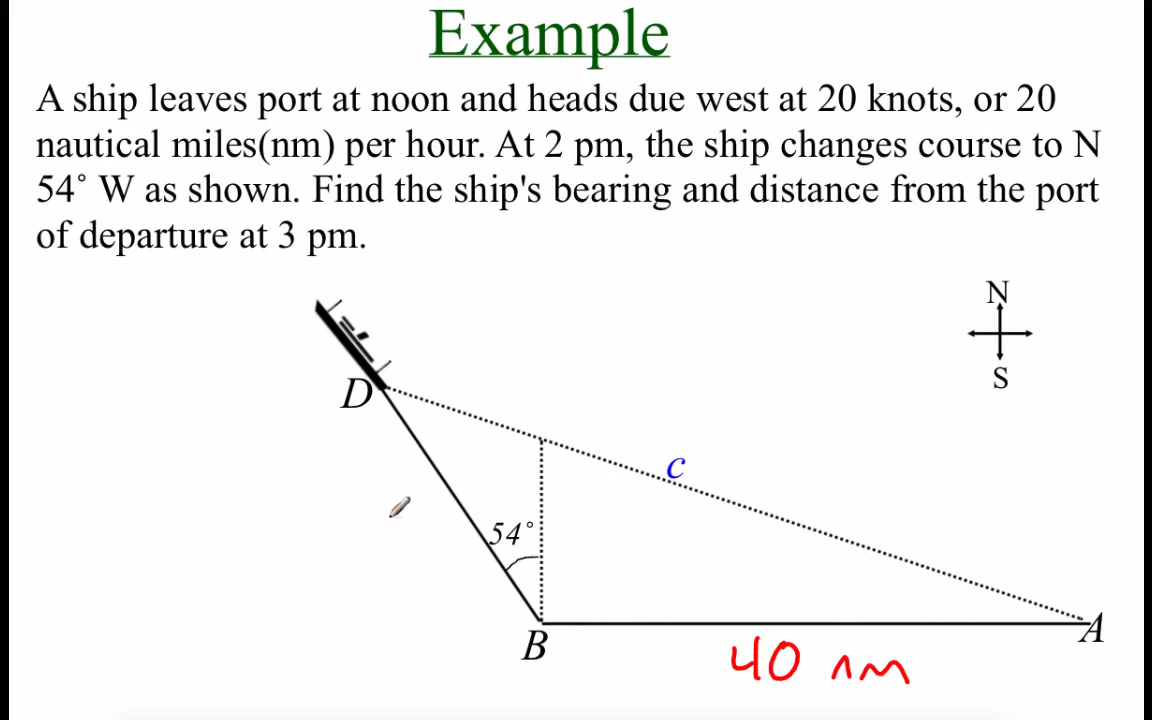 Example
A ship leaves port at noon and heads due west at 20 knots, or 20
nautical miles(nm) per hour. At 2 pm, the ship changes course to N
54˚ W as shown. Find the ship's bearing and distance from the port
of departure at 3 pm.
N
S
D
c
54˚
B
A
40 nm